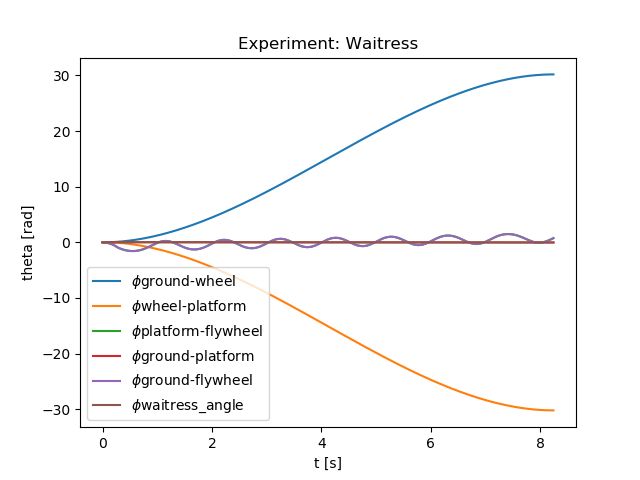 Experiment: Waitress
theta [rad]
30
20
10
0
−10
−20
−30
ϕground-wheel
ϕwheel-platform
ϕplatform-flywheel
ϕground-platform
ϕground-flywheel
ϕwaitress_angle
0 2 4 6 8
t [s]